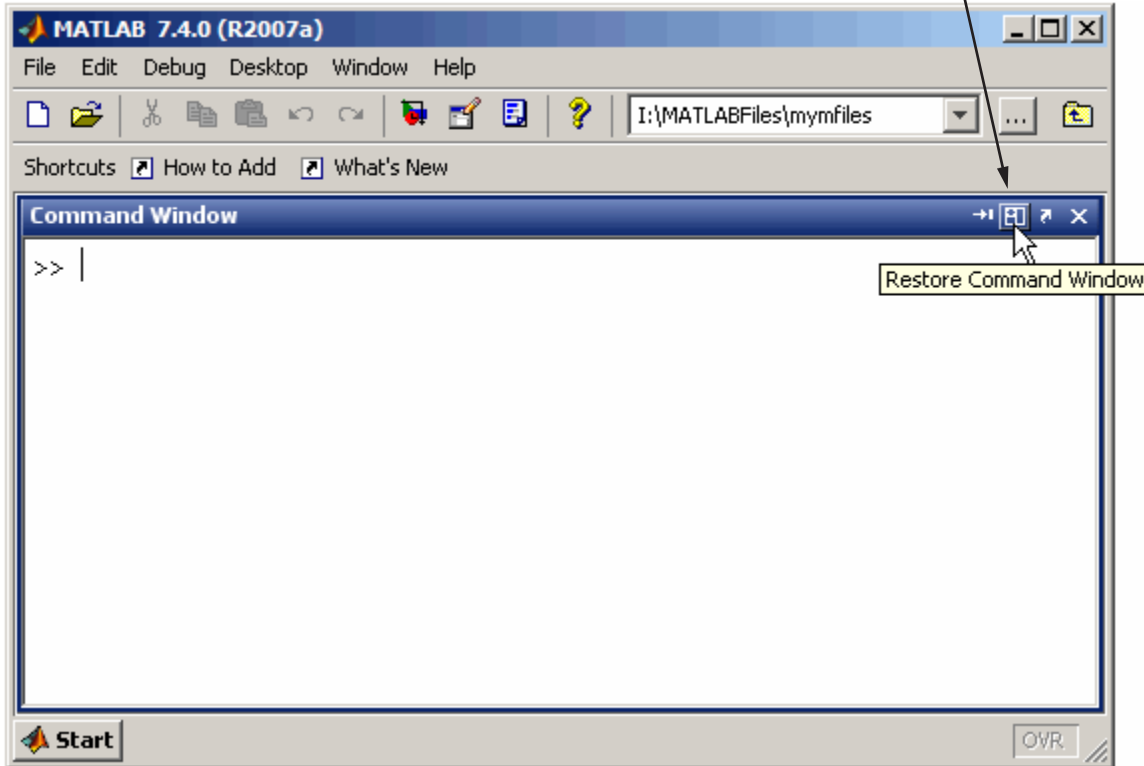 MATLAB 7.4.0 (R2007a)
File Edit Debug Desktop Window Help
I:\MATLABFiles\mymfiles ...
Shortcuts How to Add What's New
Command Window
>>
Restore Command Window
Start OVR